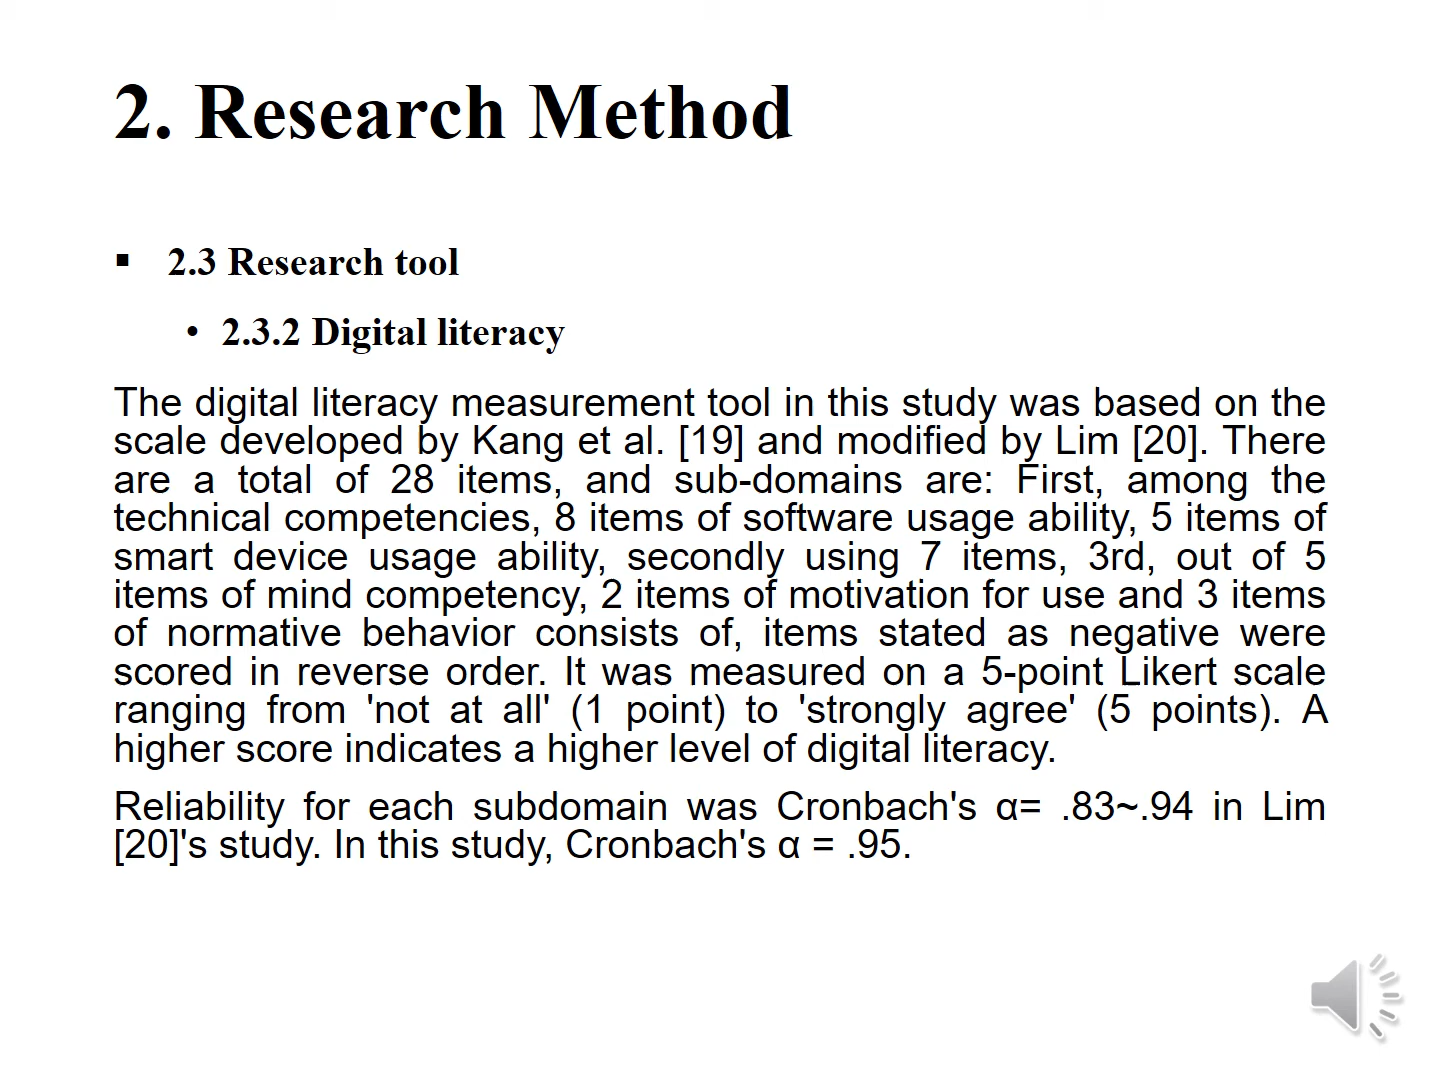 2. Research Method
▪ 2.3 Research tool
• 2.3.2 Digital literacy
The digital literacy measurement tool in this study was based on the
scale developed by Kang et al. [19] and modified by Lim [20]. There
are a total of 28 items, and sub-domains are: First, among the
technical competencies, 8 items of software usage ability, 5 items of
smart device usage ability, secondly using 7 items, 3rd, out of 5
items of mind competency, 2 items of motivation for use and 3 items
of normative behavior consists of, items stated as negative were
scored in reverse order. It was measured on a 5-point Likert scale
ranging from 'not at all' (1 point) to 'strongly agree' (5 points). A
higher score indicates a higher level of digital literacy.
Reliability for each subdomain was Cronbach's α= .83~.94 in Lim
[20]'s study. In this study, Cronbach's α = .95.